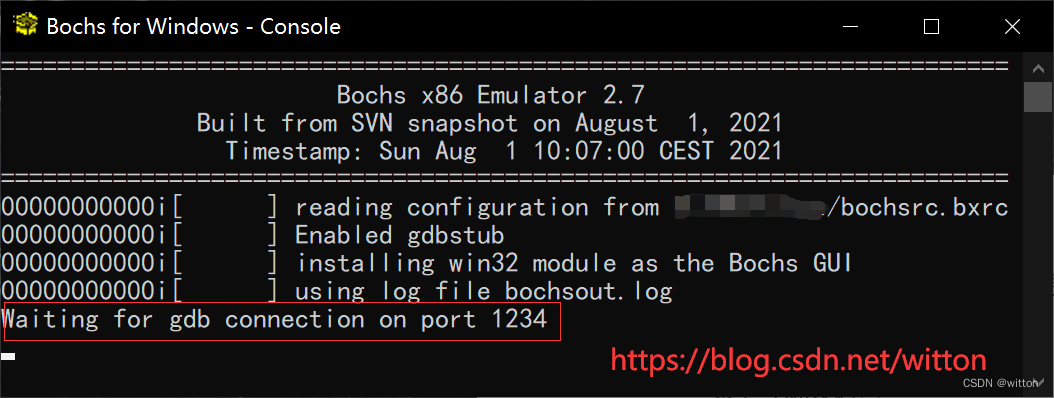 Bochs for Windows - Console
========================================================================
Bochs x86 Emulator 2.7
Built from SVN snapshot on August  1, 2021
Timestamp: Sun Aug  1 10:07:00 CEST 2021
========================================================================
00000000000i[      ] reading configuration from /bochsrc.bxrc
00000000000i[      ] Enabled gdbstub
00000000000i[      ] installing win32 module as the Bochs GUI
00000000000i[      ] using log file bochsout.log
Waiting for gdb connection on port 1234
https://blog.csdn.net/witton
CSDN @witton